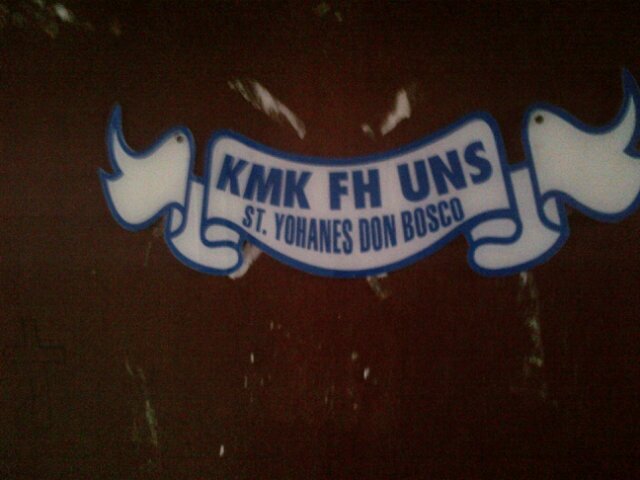 KMK FH UNS
ST. YOHANES DON BOSCO